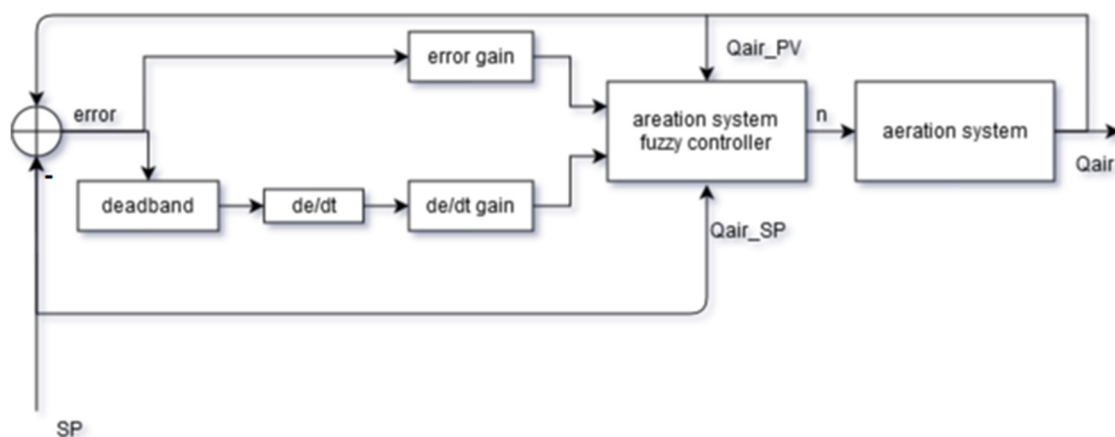 error gain
Qair_PV
error
areation system
fuzzy controller
n
aeration system
Qair
-
deadband
de/dt
de/dt gain
Qair_SP
SP